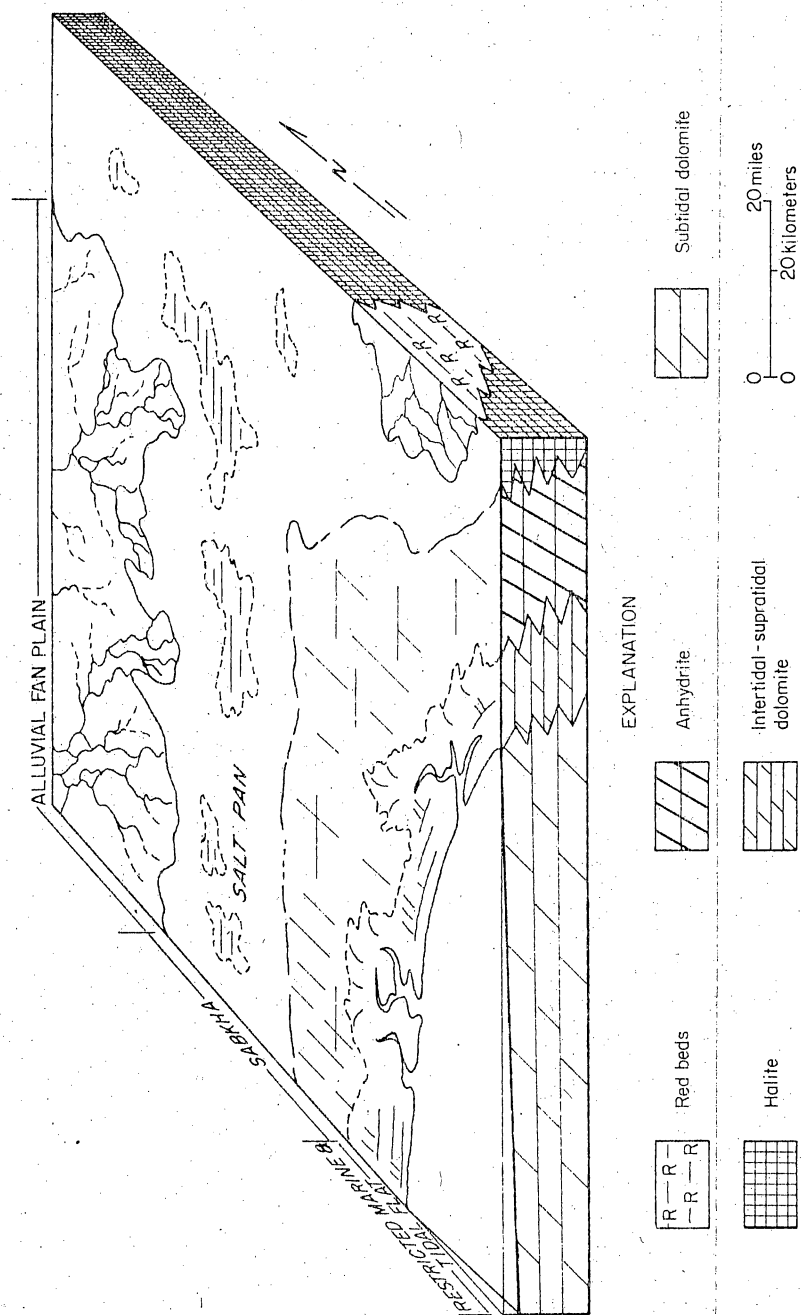 ALLUVIAL FAN PLAIN
SABKHA
RESTRICTED MARINE &
TIDAL FLAT
SALT PAN
N
R R
R R
R R
EXPLANATION
R — R —
— R — R
Red beds
Anhydrite
Subtidal dolomite
Halite
Intertidal-supratidal
dolomite
0 20 miles
0 20 kilometers